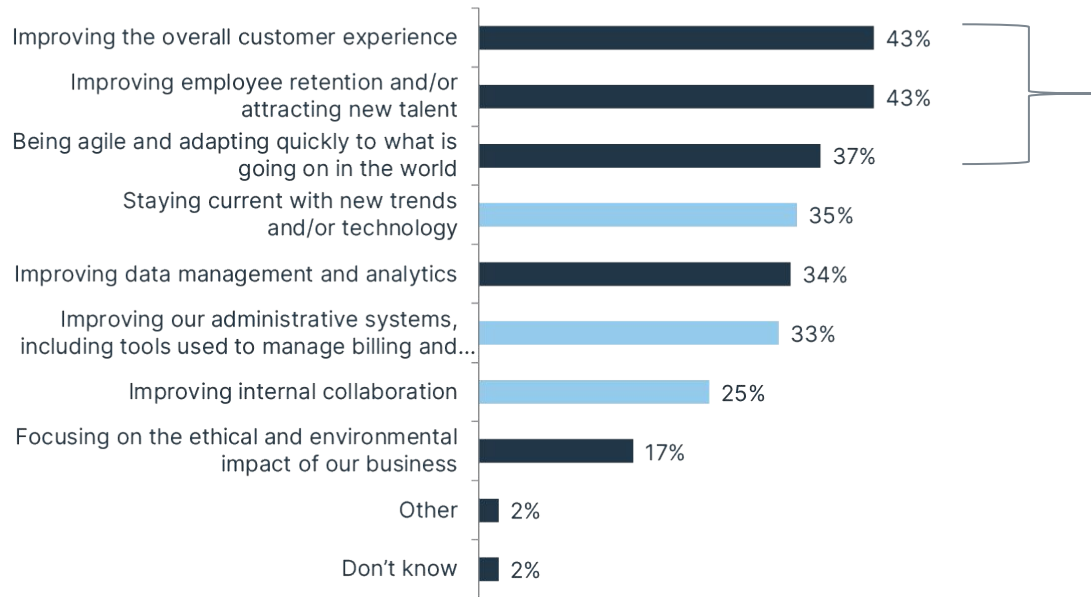 Improving the overall customer experience
43%
Improving employee retention and/or
attracting new talent
43%
Being agile and adapting quickly to what is
going on in the world
37%
Staying current with new trends
and/or technology
35%
Improving data management and analytics
34%
Improving our administrative systems,
including tools used to manage billing and...
33%
Improving internal collaboration
25%
Focusing on the ethical and environmental
impact of our business
17%
Other
2%
Don’t know
2%